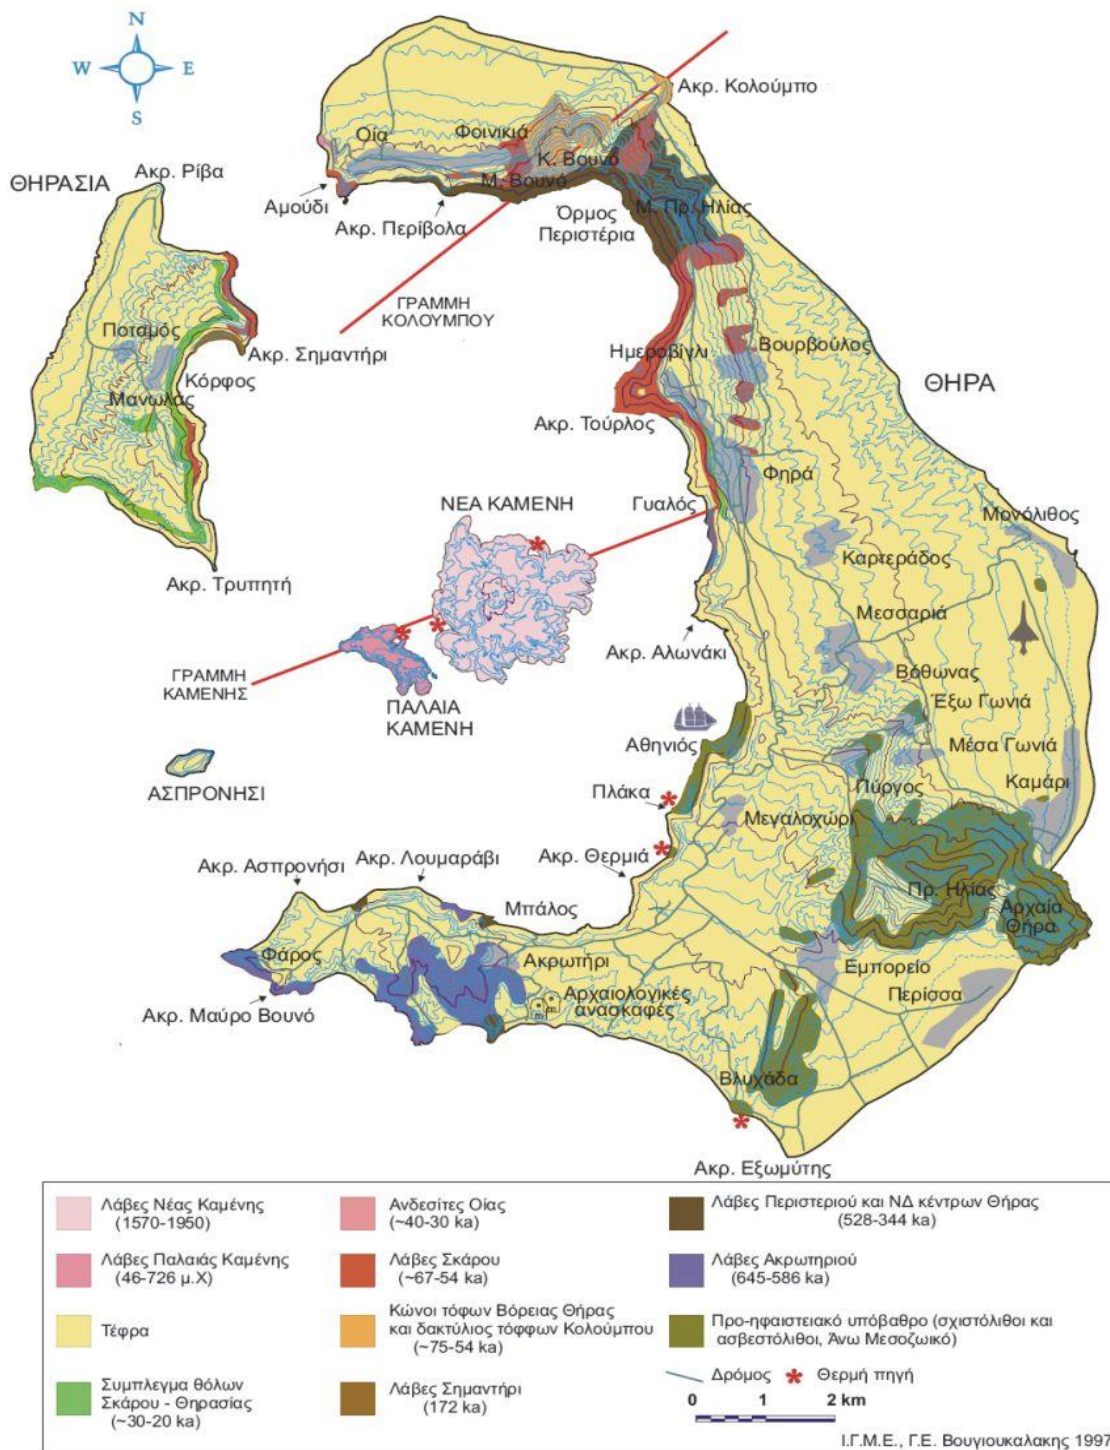 N
W
E
S
Ακρ. Κολούμπο
Οία
Φοινικιά
Κ. Βουνό
Μ. Βουνό
Ακρ. Ρίβα
ΘΗΡΑΣΙΑ
Αμούδι
Ακρ. Περίβολα
Όρμος
Περιστέρια
Μ. Πρ. Ηλίας
ΓΡΑΜΜΗ
ΚΟΛΟΥΜΠΟΥ
Ποταμός
Ακρ. Σημαντήρι
Κόρφος
Μανωλάς
Ημεροβίγλι
Βουρβούλος
ΘΗΡΑ
Ακρ. Τούρλος
Φηρά
Γυαλός
ΝΕΑ ΚΑΜΕΝΗ
Μονόλιθος
Καρτεράδος
Ακρ. Τρυπητή
Μεσσαριά
Ακρ. Αλωνάκι
Βόθωνας
ΓΡΑΜΜΗ
ΚΑΜΕΝΗΣ
ΠΑΛΑΙΑ
ΚΑΜΕΝΗ
Έξω Γωνιά
Αθηνιός
Μέσα Γωνιά
ΑΣΠΡΟΝΗΣΙ
Πλάκα
Πύργος
Καμάρι
Μεγαλοχώρι
Ακρ. Ασπρονήσι
Ακρ. Λουμαράβι
Ακρ. Θερμιά
Πρ. Ηλίας
Αρχαία
Θήρα
Μπάλος
Φάρος
Ακρωτήρι
Εμπορείο
Αρχαιολογικές
ανασκαφές
Περίσσα
Ακρ. Μαύρο Βουνό
Βλυχάδα
Ακρ. Εξωμύτης
Λάβες Νέας Καμένης
(1570-1950)
Λάβες Παλαιάς Καμένης
(46-726 μ.Χ)
Τέφρα
Συμπλεγμα θόλων
Σκάρου - Θηρασίας
(~30-20 ka)
Ανδεσίτες Οίας
(~40-30 ka)
Λάβες Σκάρου
(~67-54 ka)
Κώνοι τόφων Βόρειας Θήρας
και δακτύλιος τόφφων Κολούμπου
(~75-54 ka)
Λάβες Σημαντήρι
(172 ka)
Λάβες Περιστεριού και ΝΔ κέντρων Θήρας
(528-344 ka)
Λάβες Ακρωτηριού
(645-586 ka)
Προ-ηφαιστειακό υπόβαθρο (σχιστόλιθοι και
ασβεστόλιθοι, Άνω Μεσοζωικό)
Δρόμος
Θερμή πηγή
0 1 2 km
Ι.Γ.Μ.Ε., Γ.Ε. Βουγιουκαλακης 1997